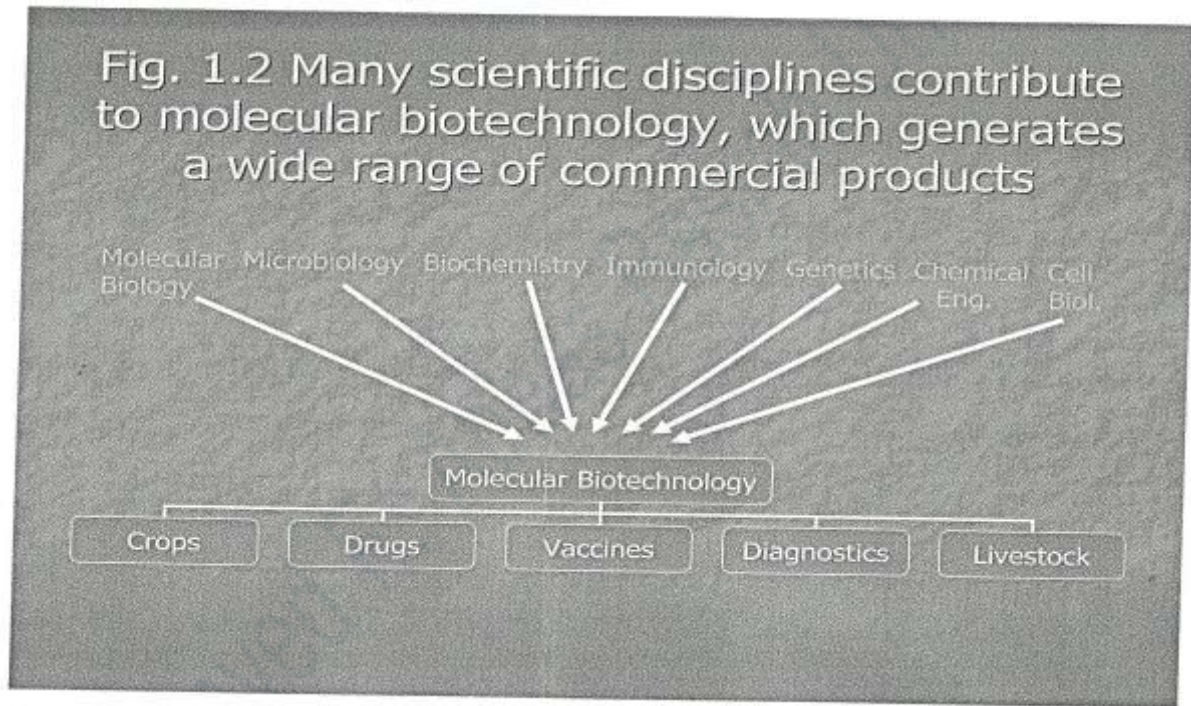 Fig. 1.2 Many scientific disciplines contribute
to molecular biotechnology, which generates
a wide range of commercial products
Molecular Microbiology Biochemistry Immunology Genetics Chemical Cell
Biology Eng. Biol.
Molecular Biotechnology
Crops Drugs Vaccines Diagnostics Livestock